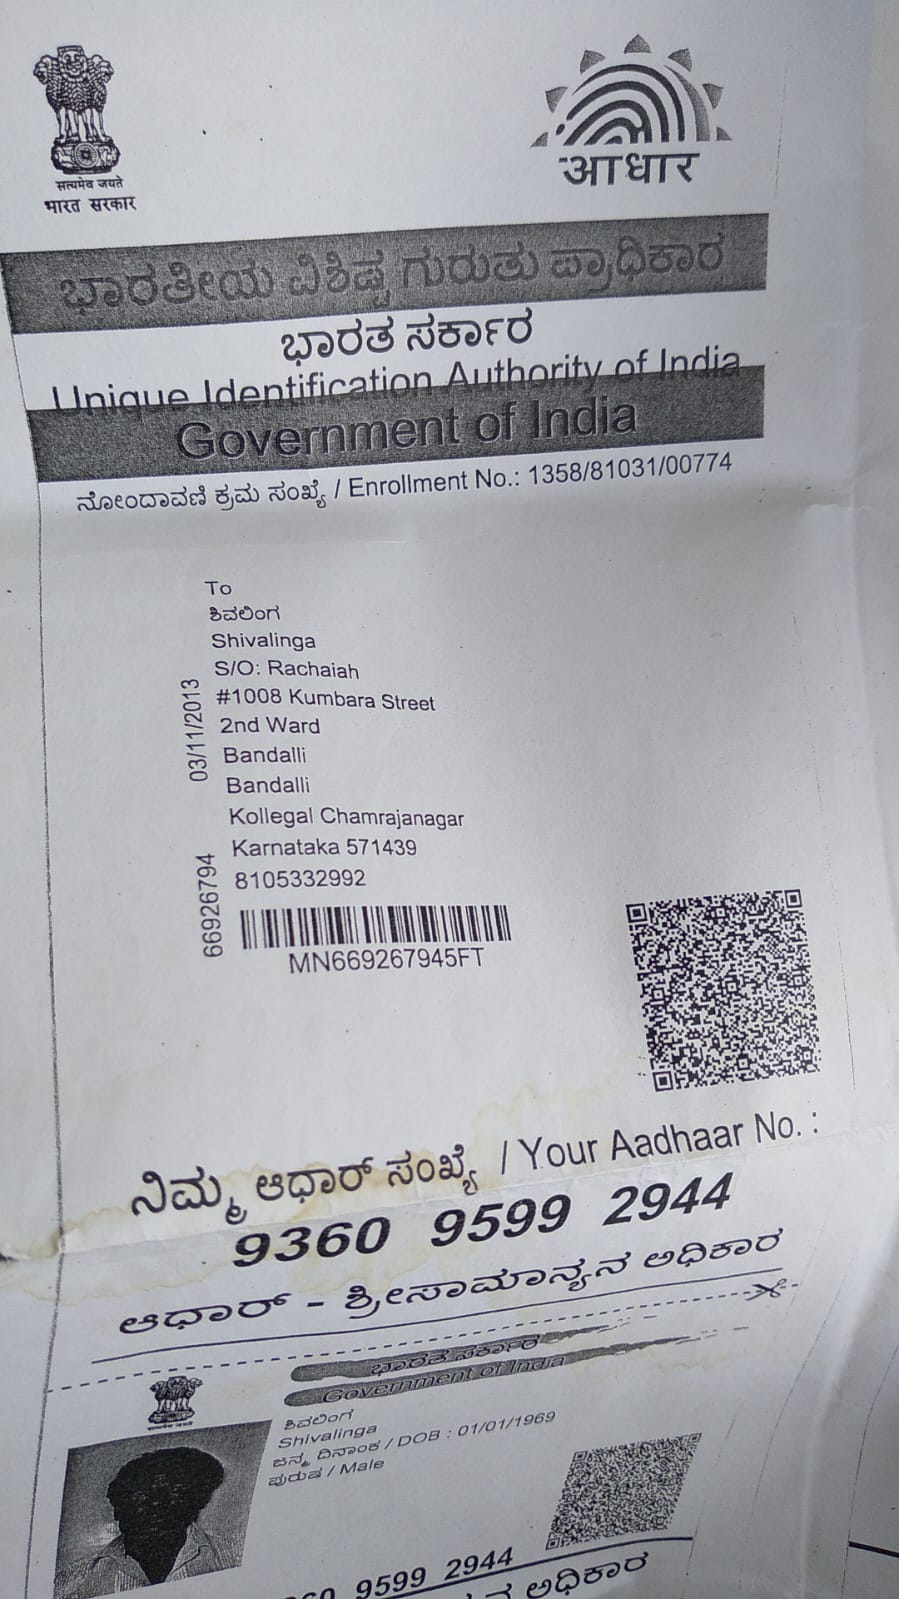 सत्यमेव जयते
भारत सरकार
आधार
ಭಾರತೀಯ ವಿಶಿಷ್ಟ ಗುರುತು ಪ್ರಾಧಿಕಾರ
ಭಾರತ ಸರ್ಕಾರ
Unique Identification Authority of India
Government of India
ನೋಂದಾವಣಿ ಕ್ರಮ ಸಂಖ್ಯೆ / Enrollment No.: 1358/81031/00774
To
ಶಿವಲಿಂಗ
Shivalinga
S/O: Rachaiah
#1008 Kumbara Street
2nd Ward
Bandalli
Bandalli
Kollegal Chamrajanagar
Karnataka 571439
8105332992
03/11/2013
66926794
MN669267945FT
ನಿಮ್ಮ ಆಧಾರ್ ಸಂಖ್ಯೆ / Your Aadhaar No. :
9360 9599 2944
ಆಧಾರ್ - ಶ್ರೀಸಾಮಾನ್ಯನ ಅಧಿಕಾರ
ಭಾರತ ಸರ್ಕಾರ
Government of India
ಶಿವಲಿಂಗ
Shivalinga
ಜನ್ಮ ದಿನಾಂಕ / DOB : 01/01/1969
ಪುರುಷ / Male
9599 2944
ಅಧಿಕಾರ